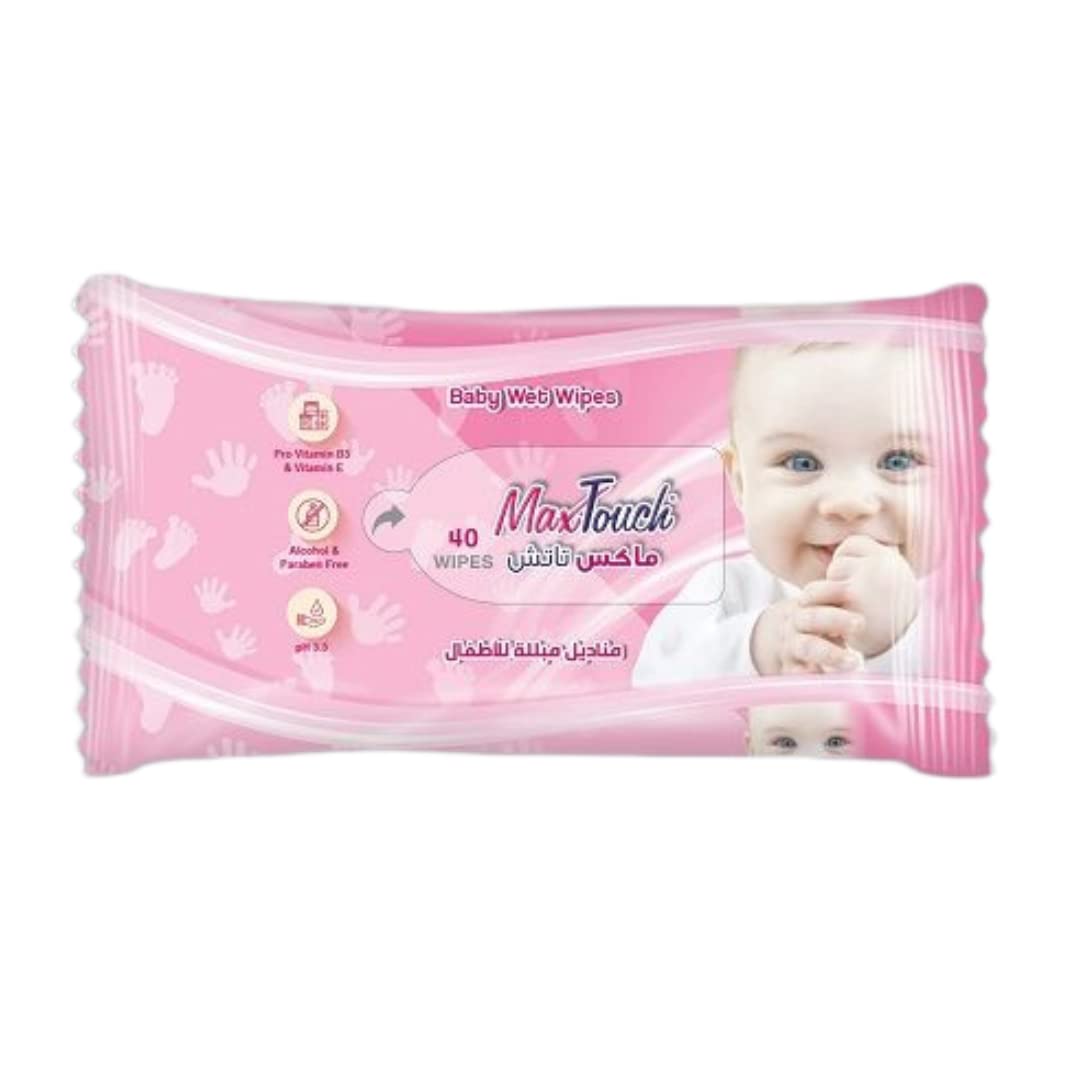 Baby Wet Wipes
Pro Vitamin B5
& Vitamin E
Alcohol &
Paraben Free
pH 5.5
MaxTouch
40
WIPES
ماكس تاتش
مناديل مبللة للأطفال